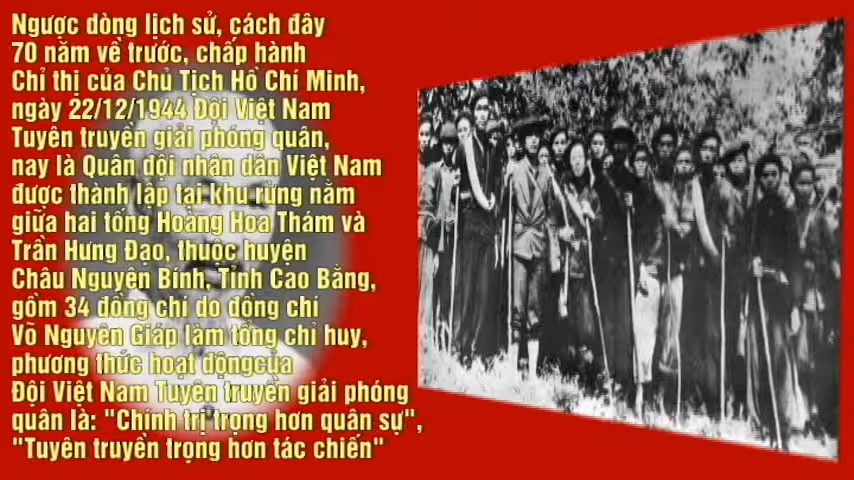 Ngược dòng lịch sử, cách đây
70 năm về trước, chấp hành
Chỉ thị của Chủ Tịch Hồ Chí Minh,
ngày 22/12/1944 Đội Việt Nam
Tuyên truyền giải phóng quân,
nay là Quân đội nhân dân Việt Nam
được thành lập tại khu rừng nằm
giữa hai tổng Hoàng Hoa Thám và
Trần Hưng Đạo, thuộc huyện
Châu Nguyên Bính, Tỉnh Cao Bằng,
gồm 34 đồng chí do đồng chí
Võ Nguyên Giáp làm tổng chỉ huy,
phương thức hoạt độngcủa
Đội Việt Nam Tuyên truyền giải phóng
quân là: "Chính trị trọng hơn quân sự",
"Tuyên truyền trọng hơn tác chiến"